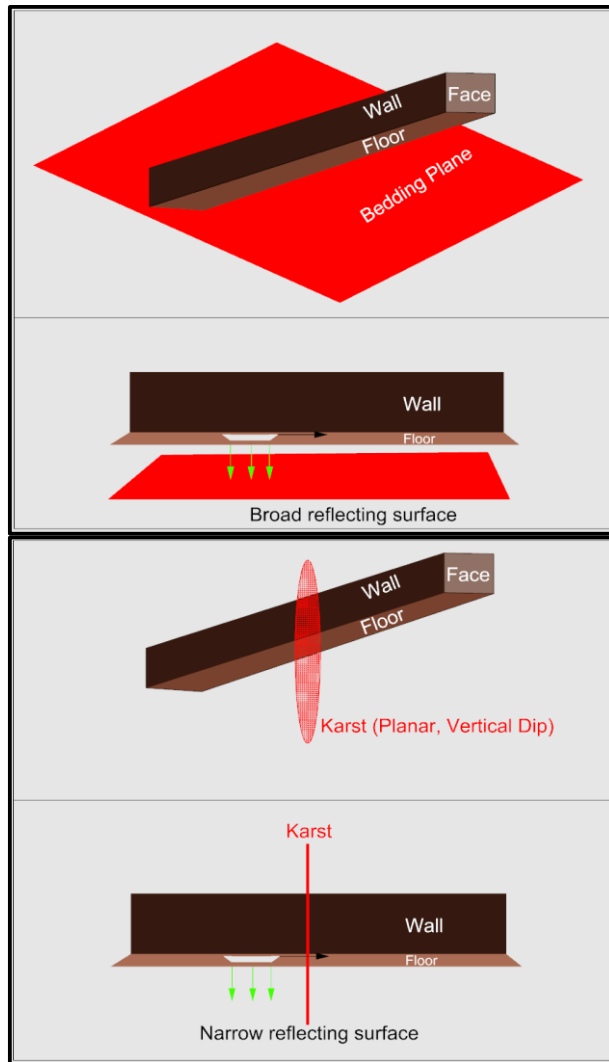 Wall
Face
Floor
Bedding Plane
Wall
Floor
Broad reflecting surface
Wall
Face
Floor
Karst (Planar, Vertical Dip)
Karst
Wall
Floor
Narrow reflecting surface